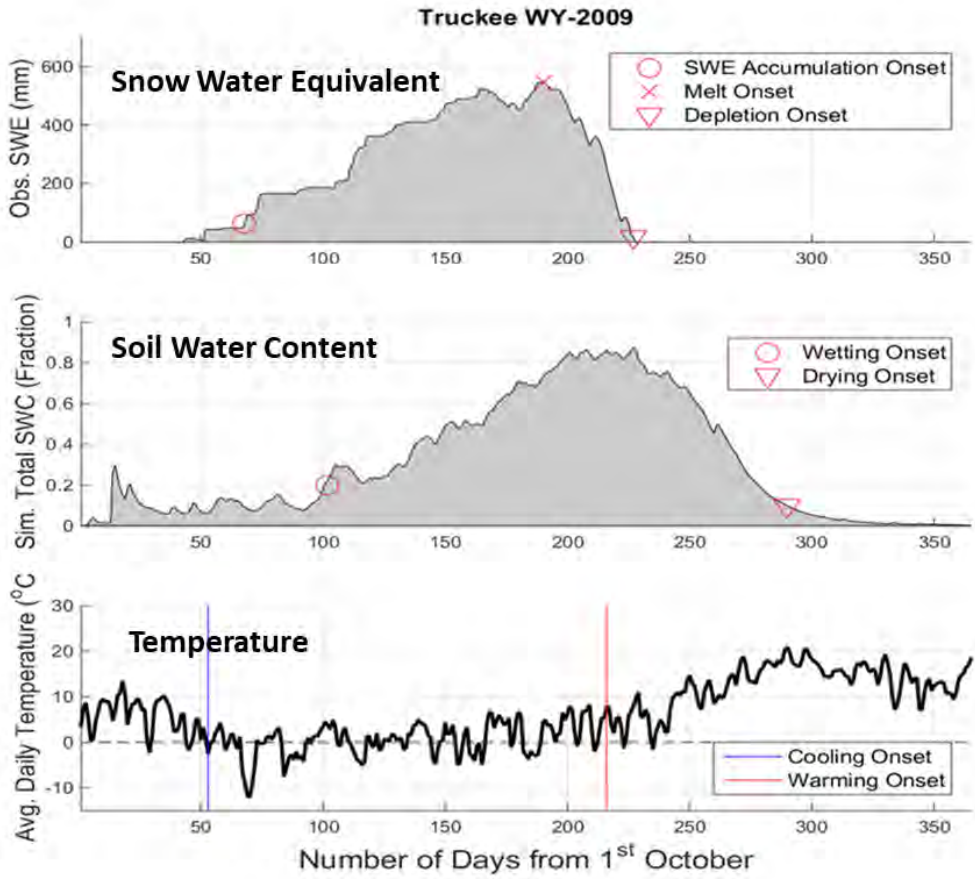 Truckee WY-2009
Obs. SWE (mm)
600
400
200
0
Snow Water Equivalent
SWE Accumulation Onset
Melt Onset
Depletion Onset
50 100 150 200 250 300 350
Sim. Total SWC (Fraction)
1
0.8
0.6
0.4
0.2
0
Soil Water Content
Wetting Onset
Drying Onset
50 100 150 200 250 300 350
Avg. Daily Temperature (°C
30
20
10
0
-10
Temperature
Cooling Onset
Warming Onset
50 100 150 200 250 300 350
Number of Days from 1st October